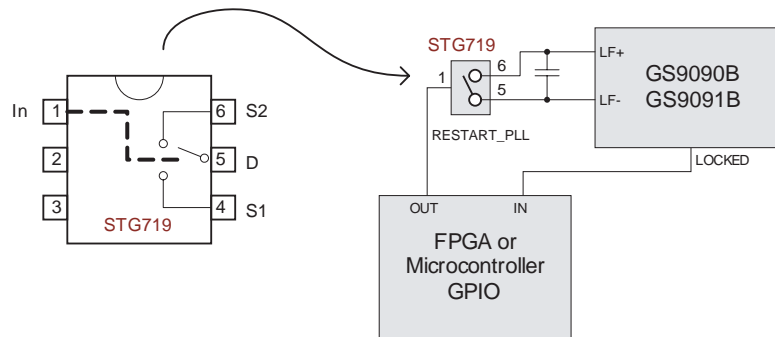 In
1
2
3
6
5
4
S2
D
S1
STG719
STG719
1
6
5
RESTART_PLL
LF+
LF-
GS9090B
GS9091B
LOCKED
OUT
IN
FPGA or
Microcontroller
GPIO